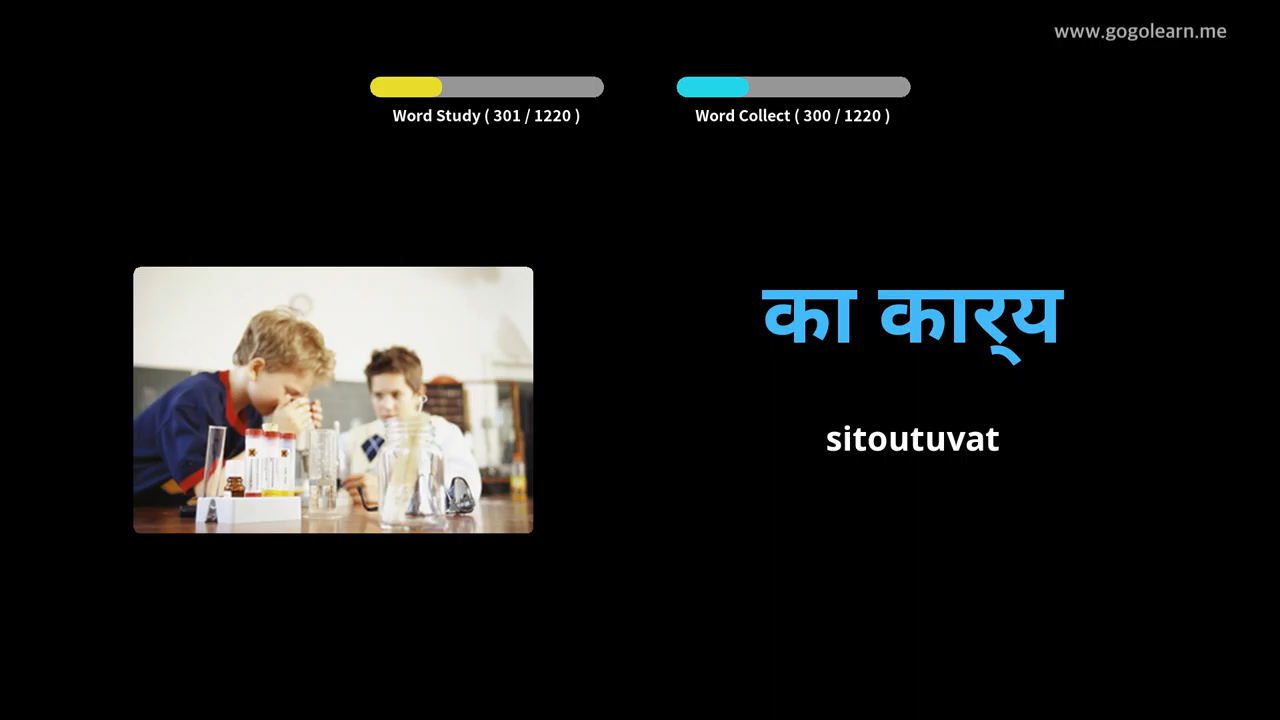 www.gogolearn.me
Word Study ( 301 / 1220 )
Word Collect ( 300 / 1220 )
का कार्‍य
sitoutuvat